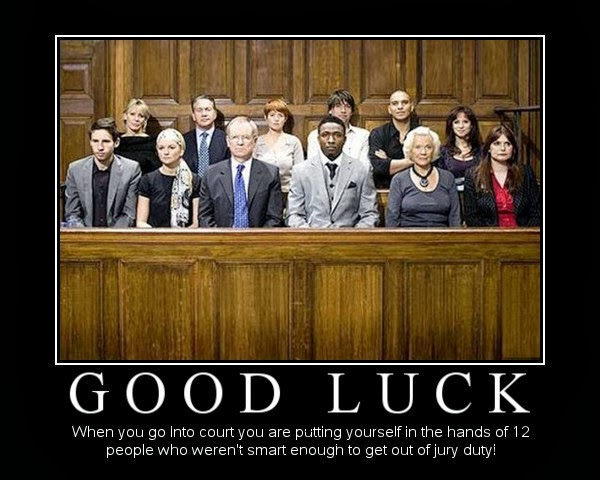 GOOD LUCK
When you go Into court you are putting yourself in the hands of 12
people who weren't smart enough to get out of jury duty!